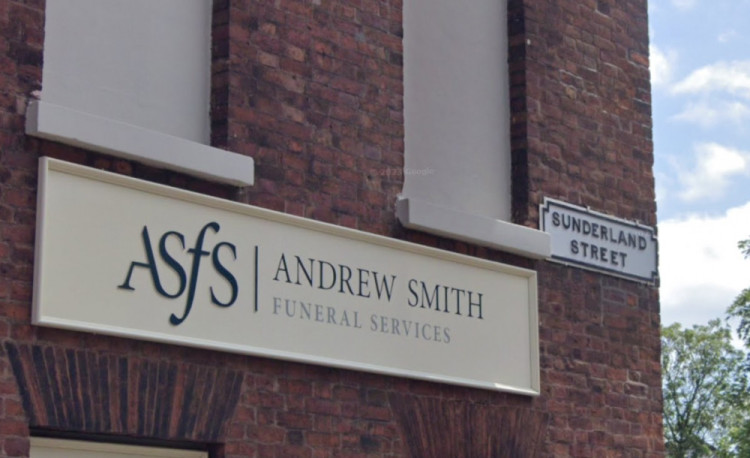 ASfS
ANDREW SMITH
FUNERAL SERVICES
SUNDERLAND
STREET